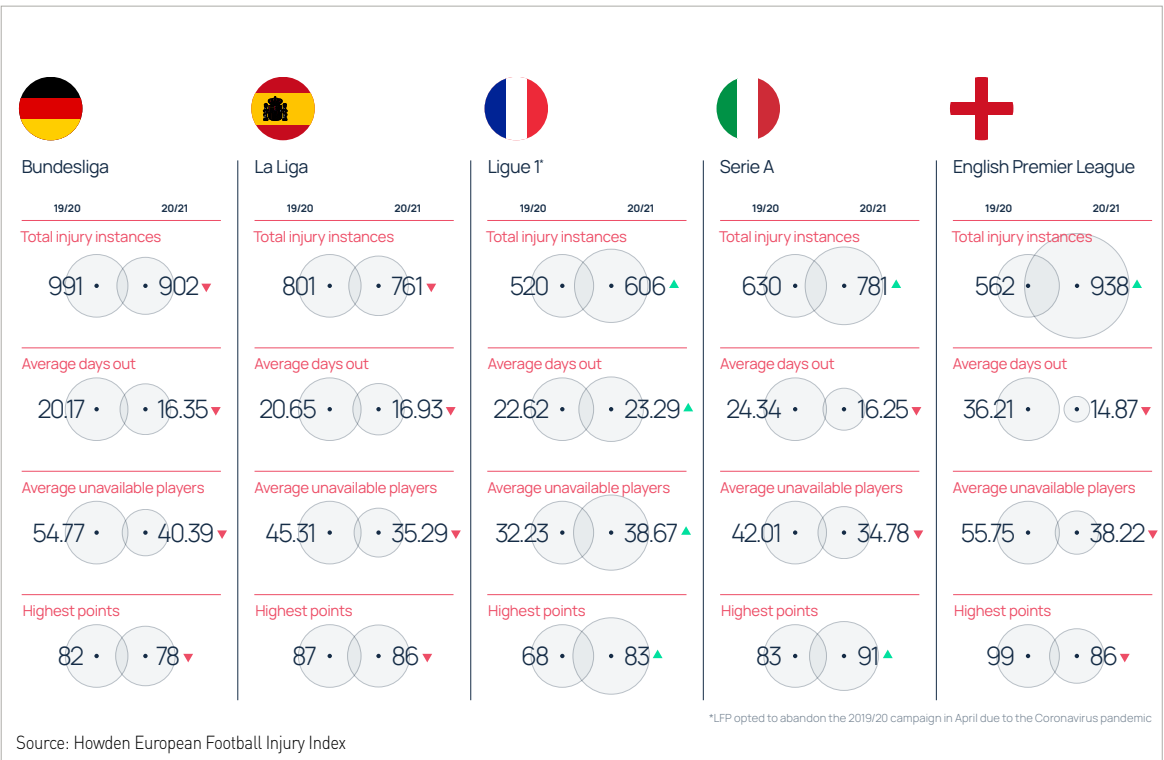 Bundesliga
19/20 20/21
Total injury instances
991 902
Average days out
20.17 16.35
Average unavailable players
54.77 40.39
Highest points
82 78
La Liga
19/20 20/21
Total injury instances
801 761
Average days out
20.65 16.93
Average unavailable players
45.31 35.29
Highest points
87 86
Ligue 1*
19/20 20/21
Total injury instances
520 606
Average days out
22.62 23.29
Average unavailable players
32.23 38.67
Highest points
68 83
Serie A
19/20 20/21
Total injury instances
630 781
Average days out
24.34 16.25
Average unavailable players
42.01 34.78
Highest points
83 91
English Premier League
19/20 20/21
Total injury instances
562 938
Average days out
36.21 14.87
Average unavailable players
55.75 38.22
Highest points
99 86
*LFP opted to abandon the 2019/20 campaign in April due to the Coronavirus pandemic
Source: Howden European Football Injury Index